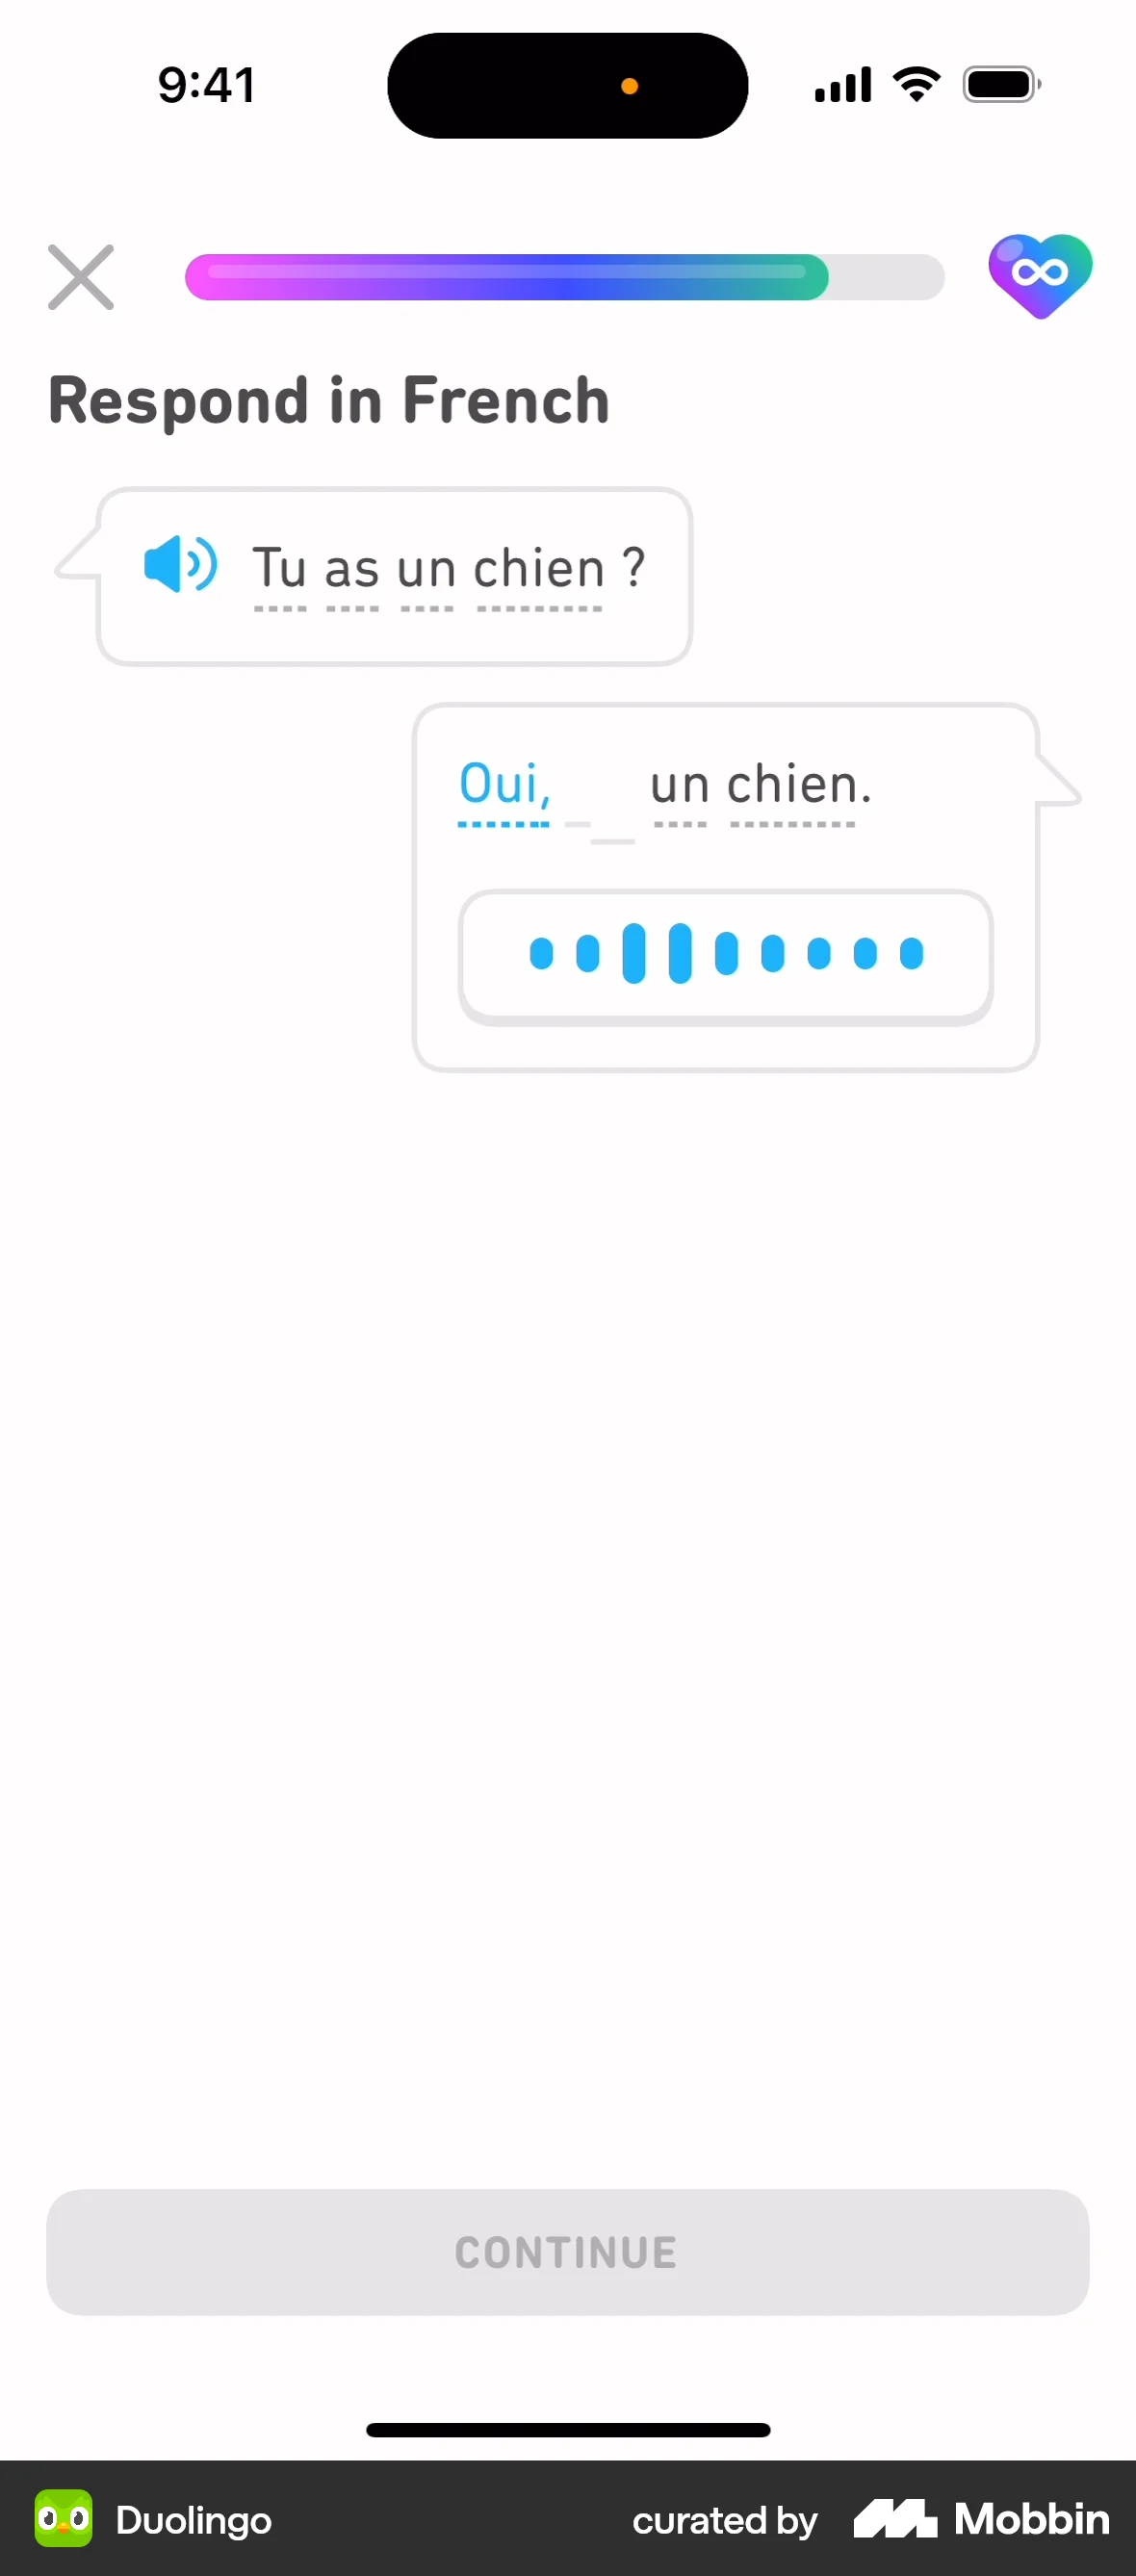 9:41
Respond in French
Tu as un chien ?
Oui, __ un chien.
CONTINUE
Duolingo curated by Mobbin